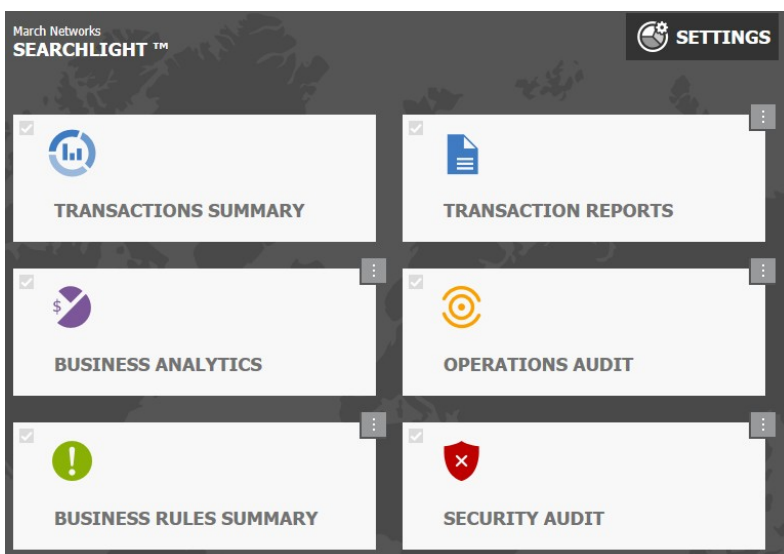 March Networks
SEARCHLIGHT ™
SETTINGS
TRANSACTIONS SUMMARY
TRANSACTION REPORTS
$
BUSINESS ANALYTICS
OPERATIONS AUDIT
BUSINESS RULES SUMMARY
SECURITY AUDIT